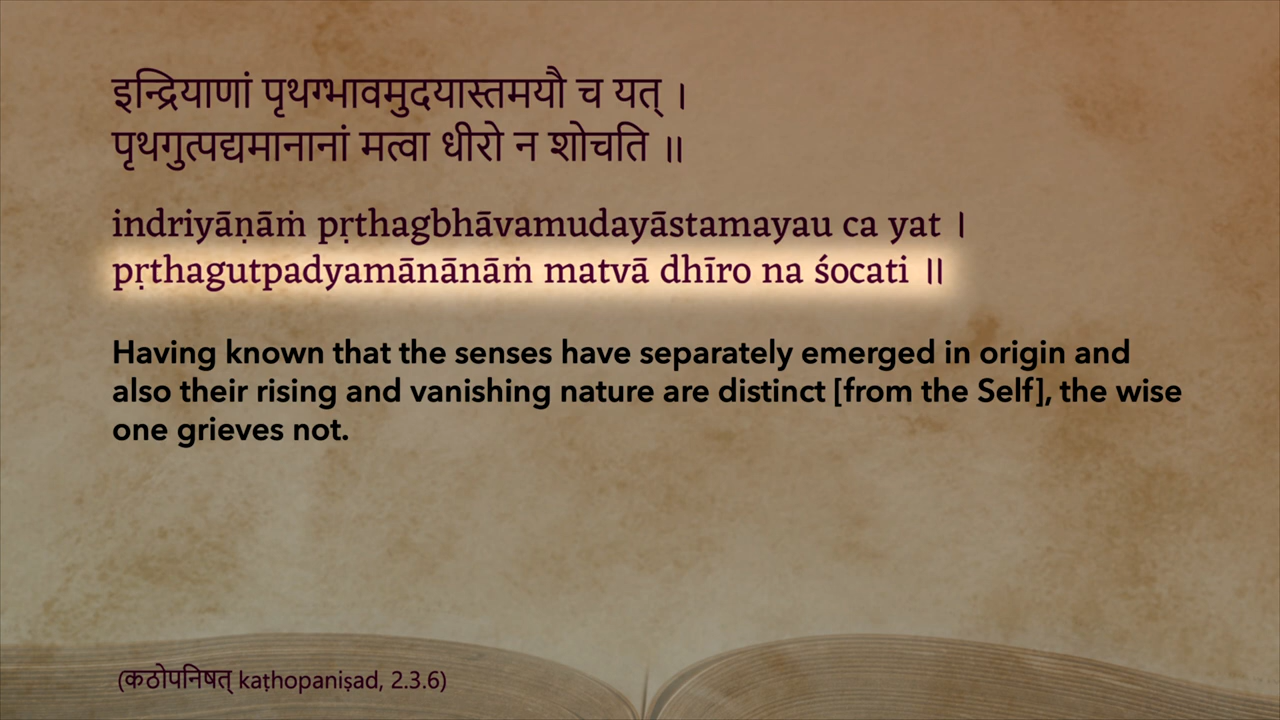 इन्द्रियाणां पृथग्भावमुदयास्तमयौ च यत् ।
पृथगुत्पद्यमानानां मत्वा धीरो न शोचति ॥
indriyāṇāṁ pṛthagbhāvamudayāstamayau ca yat ।
pṛthagutpadyamānānāṁ matvā dhīro na śocati ॥
Having known that the senses have separately emerged in origin and
also their rising and vanishing nature are distinct [from the Self], the wise
one grieves not.
(कठोपनिषत् kaṭhopaniṣad, 2.3.6)